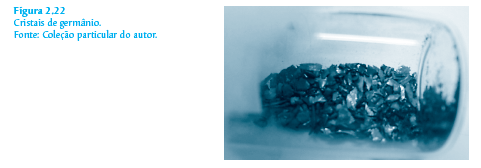 Figura 2.22
Cristais de germânio.
Fonte: Coleção particular do autor.